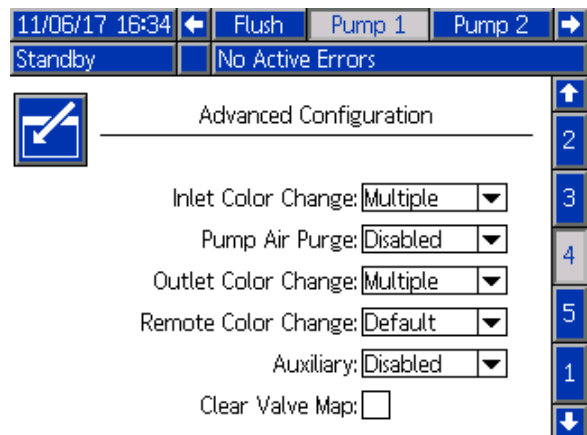 11/06/17 16:34 Flush Pump 1 Pump 2
Standby No Active Errors
Advanced Configuration
2
Inlet Color Change: Multiple
3
Pump Air Purge: Disabled
4
Outlet Color Change: Multiple
Remote Color Change: Default
5
Auxiliary: Disabled
1
Clear Valve Map: